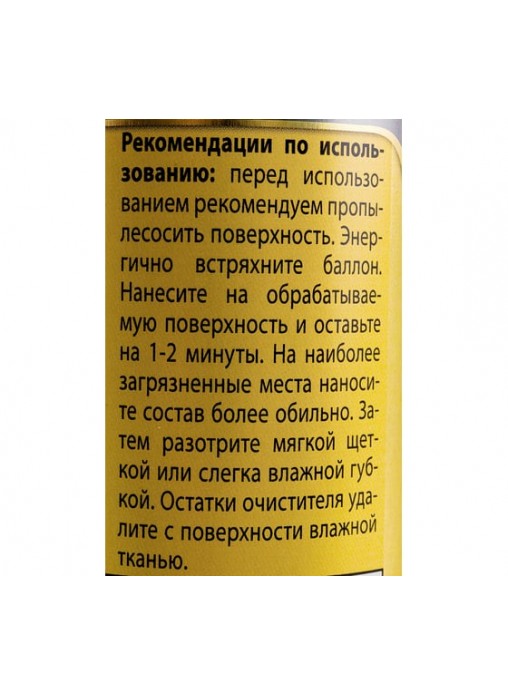 Рекомендации по исполь-
зованию: перед использо-
ванием рекомендуем пропы-
лесосить поверхность. Энер-
гично встряхните баллон.
Нанесите на обрабатывае-
мую поверхность и оставьте
на 1-2 минуты. На наиболее
загрязненные места наноси-
те состав более обильно. За-
тем разотрите мягкой щет-
кой или слегка влажной губ-
кой. Остатки очистителя уда-
лите с поверхности влажной
тканью.